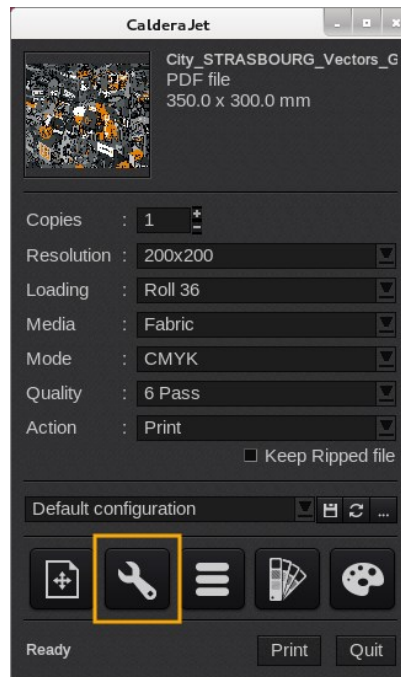 CalderaJet
City_STRASBOURG_Vectors_G
PDF file
350.0 x 300.0 mm
Copies : 1
Resolution : 200x200
Loading : Roll 36
Media : Fabric
Mode : CMYK
Quality : 6 Pass
Action : Print
Keep Ripped file
Default configuration ...
Ready Print Quit